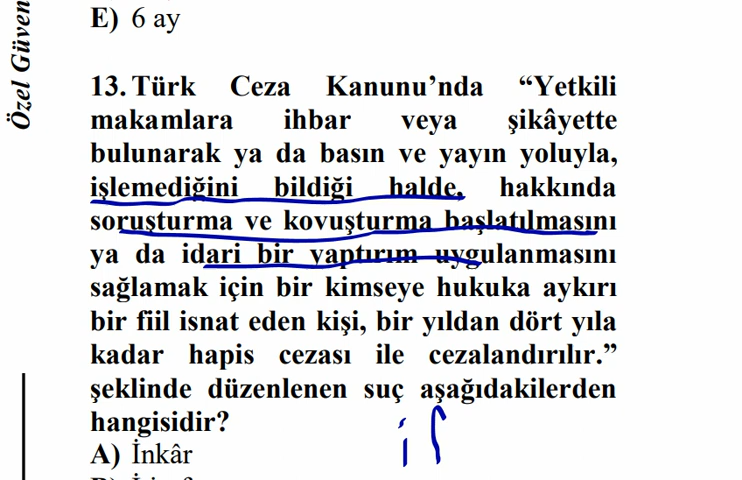 E) 6 ay
Özel Güven
13. Türk Ceza Kanunu’nda “Yetkili
makamlara ihbar veya şikâyette
bulunarak ya da basın ve yayın yoluyla,
işlemediğini bildiği halde, hakkında
soruşturma ve kovuşturma başlatılmasını
ya da idari bir yaptırım uygulanmasını
sağlamak için bir kimseye hukuka aykırı
bir fiil isnat eden kişi, bir yıldan dört yıla
kadar hapis cezası ile cezalandırılır.”
şeklinde düzenlenen suç aşağıdakilerden
hangisidir?
A) İnkâr